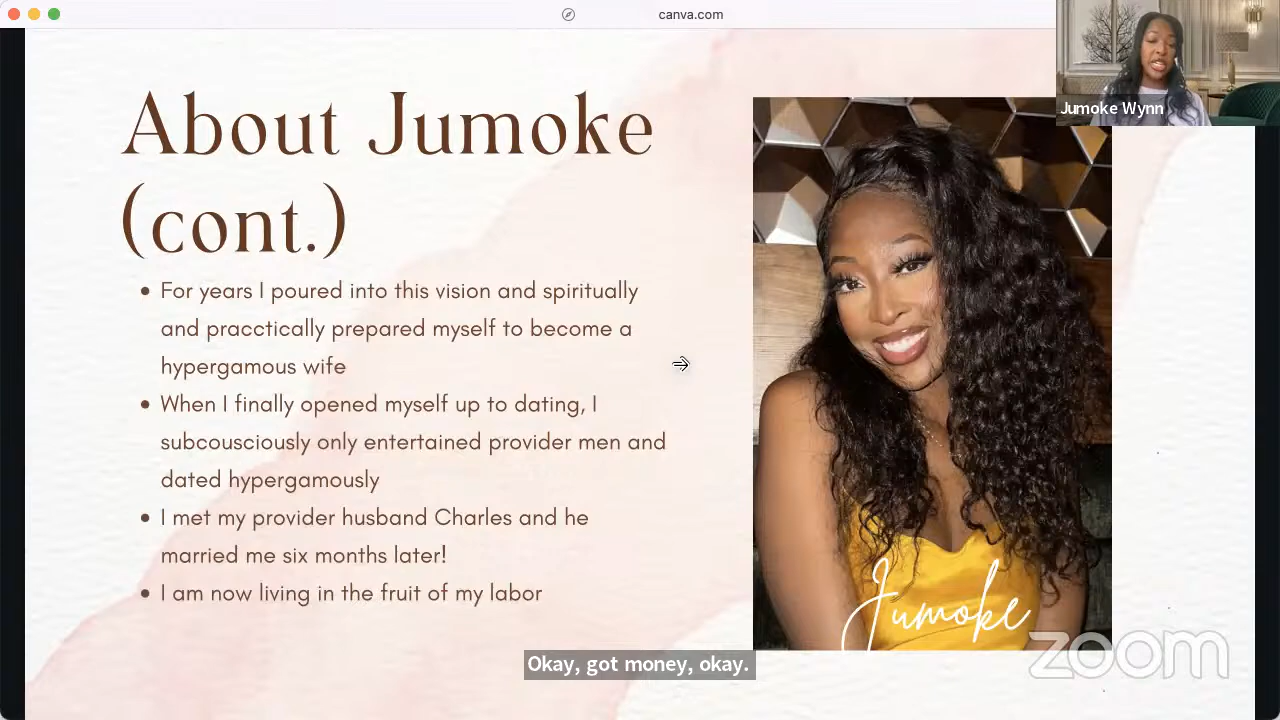 canva.com
Jumoke Wynn
About Jumoke
(cont.)
• For years I poured into this vision and spiritually
and pracctically prepared myself to become a
hypergamous wife
• When I finally opened myself up to dating, I
subcousciously only entertained provider men and
dated hypergamously
• I met my provider husband Charles and he
married me six months later!
• I am now living in the fruit of my labor
Jumoke
zoom
Okay, got money, okay.